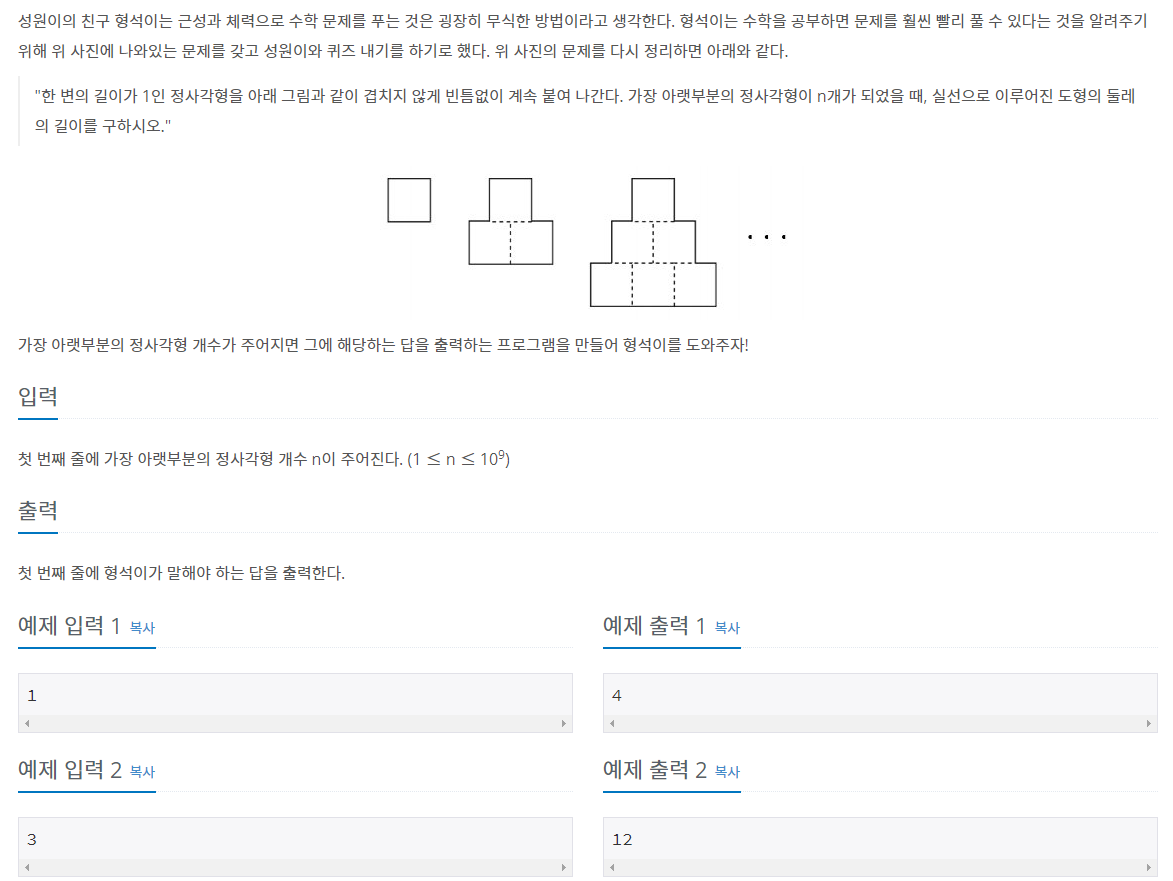 성원이의 친구 형석이는 근성과 체력으로 수학 문제를 푸는 것은 굉장히 무식한 방법이라고 생각한다. 형석이는 수학을 공부하면 문제를 훨씬 빨리 풀 수 있다는 것을 알려주기
위해 위 사진에 나와있는 문제를 갖고 성원이와 퀴즈 내기를 하기로 했다. 위 사진의 문제를 다시 정리하면 아래와 같다.
"한 변의 길이가 1인 정사각형을 아래 그림과 같이 겹치지 않게 빈틈없이 계속 붙여 나간다. 가장 아랫부분의 정사각형이 n개가 되었을 때, 실선으로 이루어진 도형의 둘레
의 길이를 구하시오."
• • •
가장 아랫부분의 정사각형 개수가 주어지면 그에 해당하는 답을 출력하는 프로그램을 만들어 형석이를 도와주자!
입력
첫 번째 줄에 가장 아랫부분의 정사각형 개수 n이 주어진다. (1 ≤ n ≤ 10⁹)
출력
첫 번째 줄에 형석이가 말해야 하는 답을 출력한다.
예제 입력 1 복사
1
예제 출력 1 복사
4
예제 입력 2 복사
3
예제 출력 2 복사
12